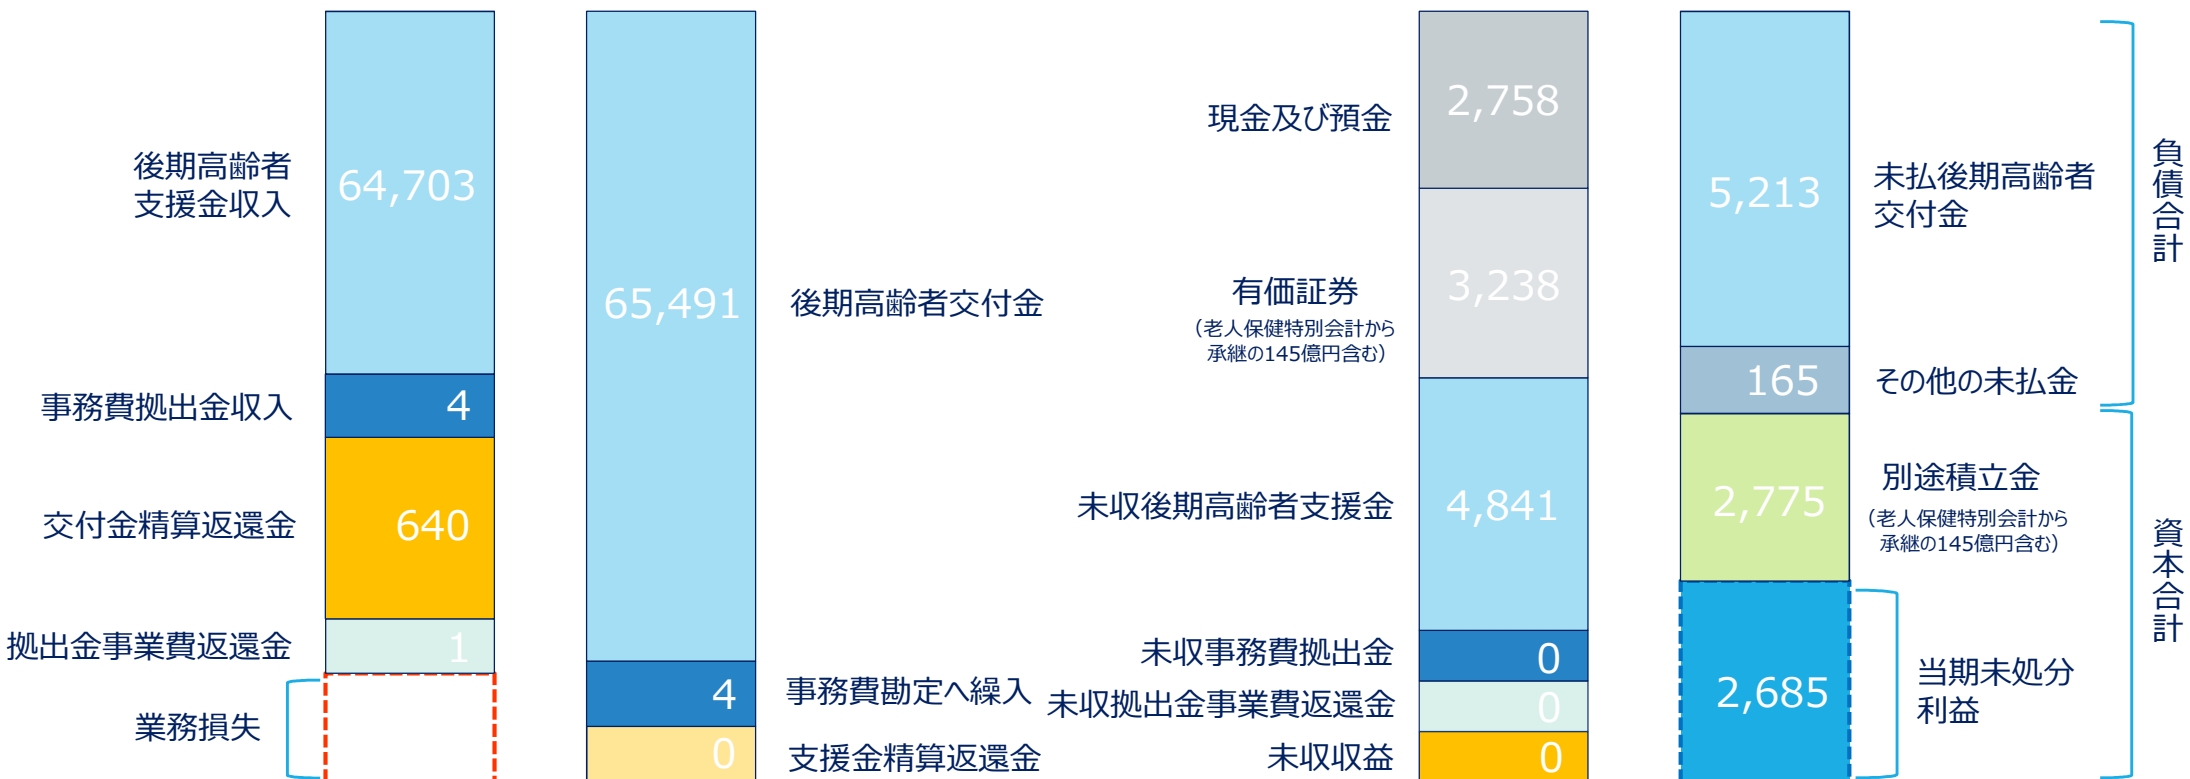 後期高齢者
支援金収入
64,703
事務費拠出金収入
4
交付金精算返還金
640
拠出金事業費返還金
1
業務損失
65,491
後期高齢者交付金
4
事務費勘定へ繰入
0
支援金精算返還金
現金及び預金
2,758
有価証券
（老人保健特別会計から
承継の145億円含む）
3,238
未収後期高齢者支援金
4,841
未収事務費拠出金
0
未収拠出金事業費返還金
0
未収収益
0
5,213
未払後期高齢者
交付金
165
その他の未払金
2,775
別途積立金
（老人保健特別会計から
承継の145億円含む）
2,685
当期未処分
利益
負債合計
資本合計